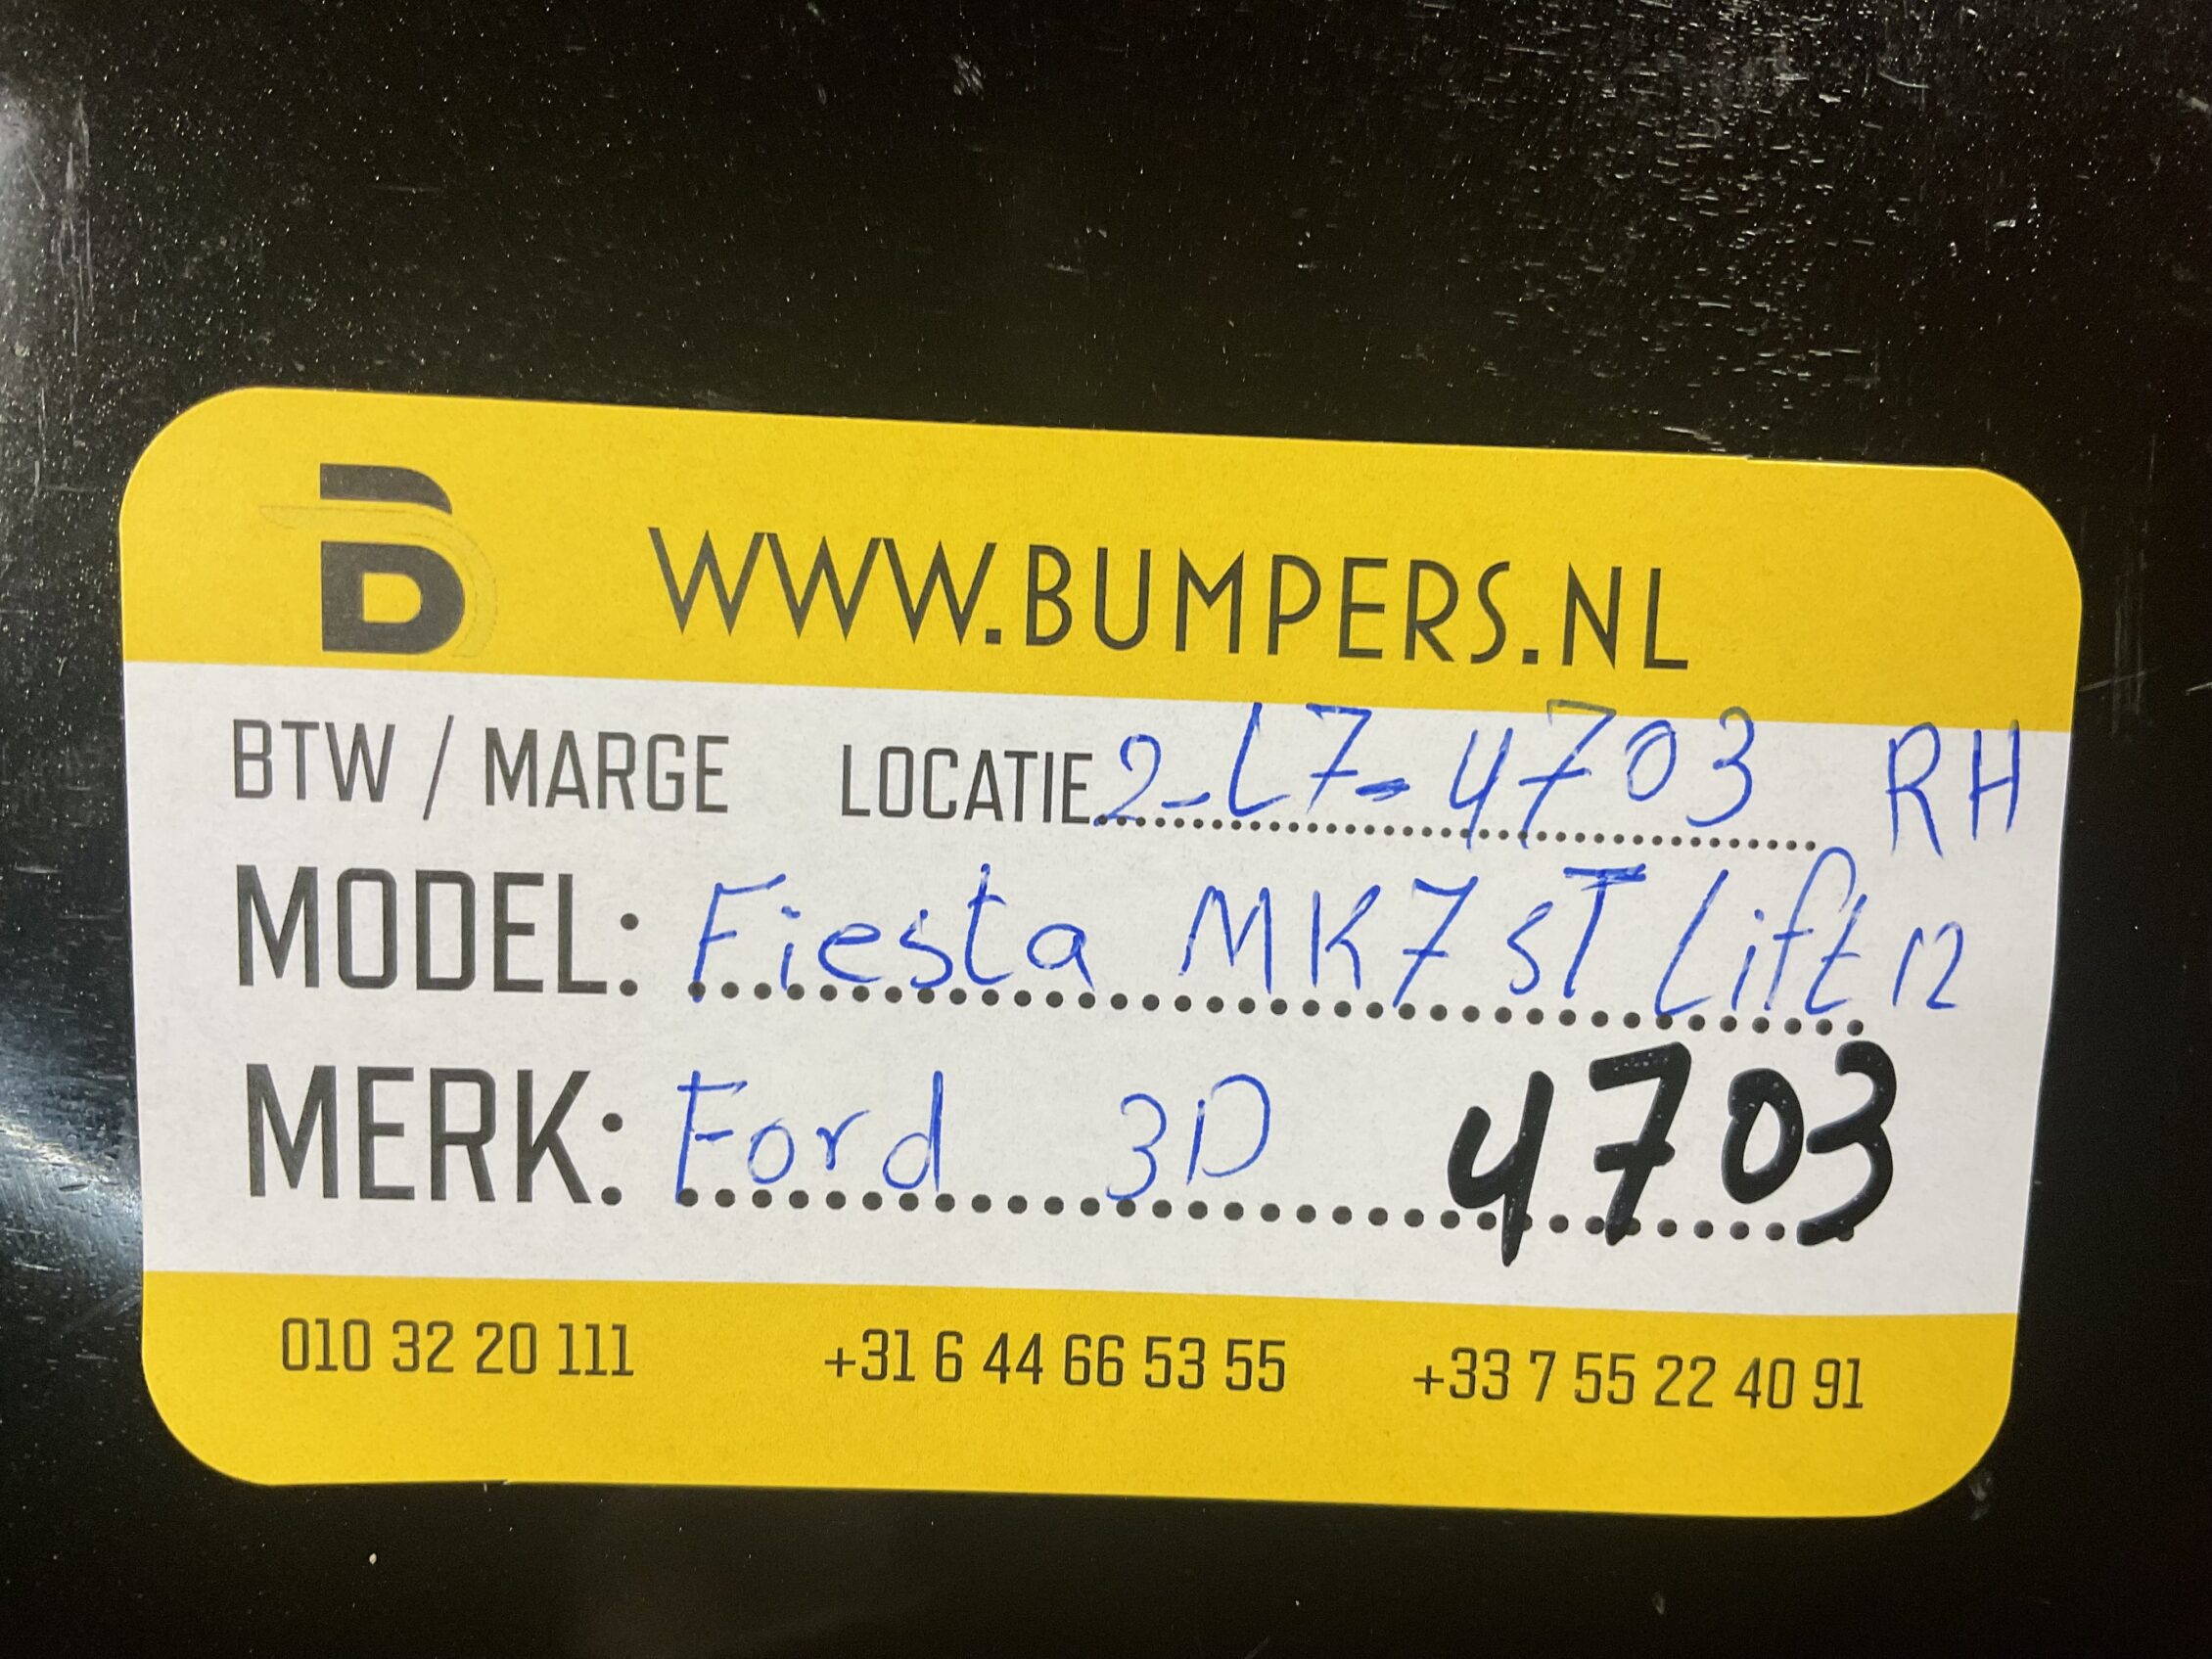 WWW.BUMPERS.NL
BTW / MARGE LOCATIE 2-L7-4703 RH
MODEL: Fiesta MK7 ST Lift 12
MERK: Ford 3D 4703
010 32 20 111 +31 6 44 66 53 55 +33 7 55 22 40 91